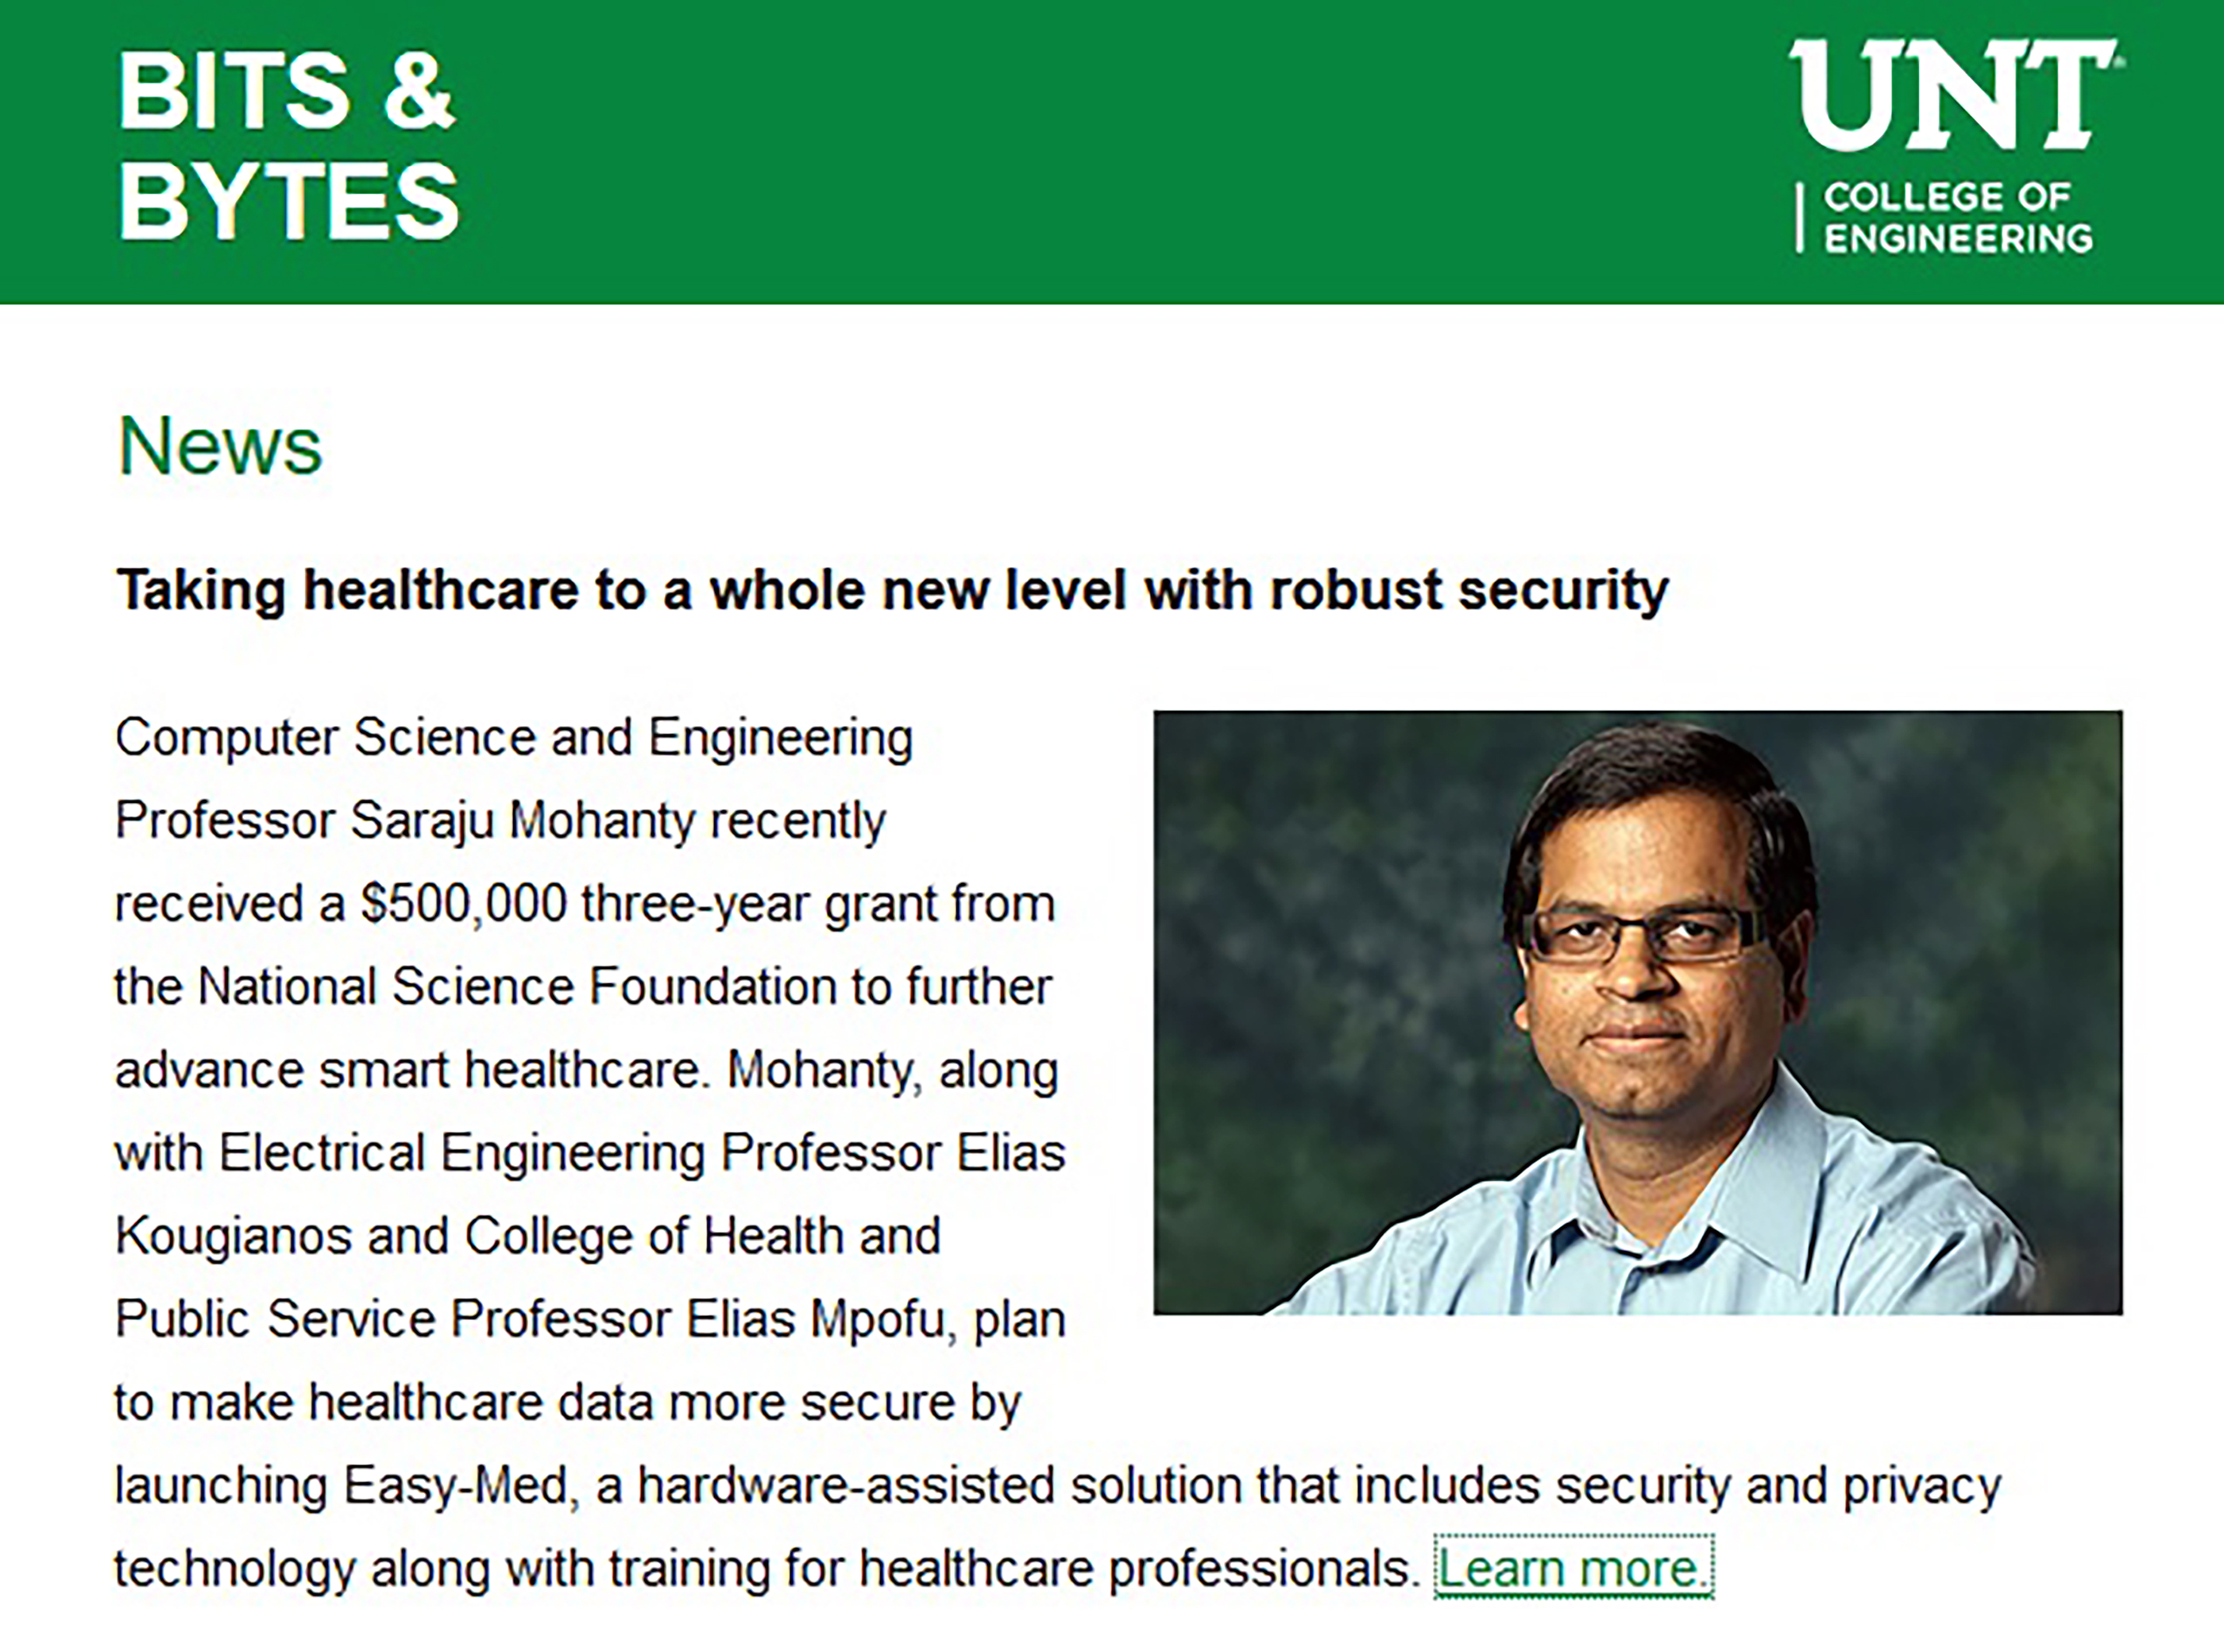 BITS &
BYTES
UNT
COLLEGE OF
ENGINEERING
News
Taking healthcare to a whole new level with robust security
Computer Science and Engineering
Professor Saraju Mohanty recently
received a $500,000 three-year grant from
the National Science Foundation to further
advance smart healthcare. Mohanty, along
with Electrical Engineering Professor Elias
Kougianos and College of Health and
Public Service Professor Elias Mpofu, plan
to make healthcare data more secure by
launching Easy-Med, a hardware-assisted solution that includes security and privacy
technology along with training for healthcare professionals. Learn more.